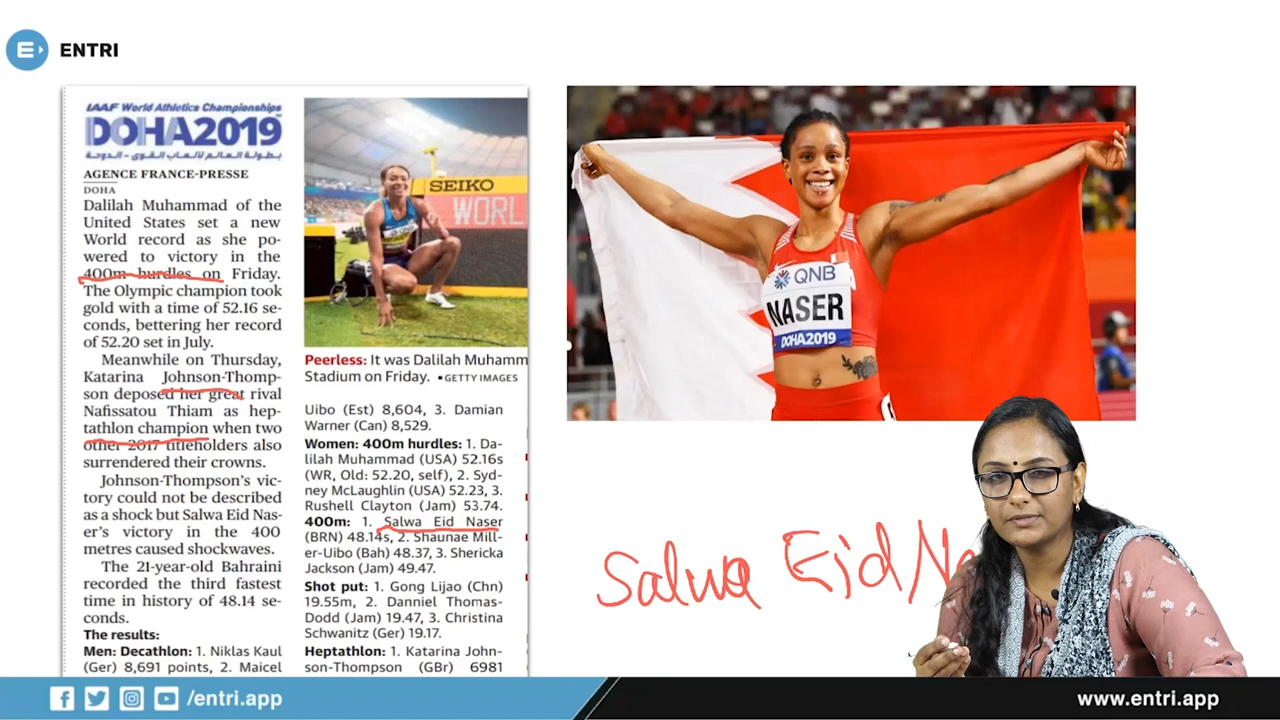 ENTRI
IAAF World Athletics Championships
DOHA2019
بطولة العالم لألعاب القوى – الدوحة
AGENCE FRANCE-PRESSE
DOHA
Dalilah Muhammad of the
United States set a new
World record as she po-
wered to victory in the
400m hurdles on Friday.
The Olympic champion took
gold with a time of 52.16 se-
conds, bettering her record
of 52.20 set in July.
Meanwhile on Thursday,
Katarina Johnson-Thomp-
son deposed her great rival
Nafissatou Thiam as hep-
tathlon champion when two
other 2017 titleholders also
surrendered their crowns.
Johnson-Thompson's vic-
tory could not be described
as a shock but Salwa Eid Nas-
er's victory in the 400
metres caused shockwaves.
The 21-year-old Bahraini
recorded the third fastest
time in history of 48.14 se-
conds.
The results:
Men: Decathlon: 1. Niklas Kaul
(Ger) 8,691 points, 2. Maicel
SEIKO
WORL
Peerless: It was Dalilah Muhamm
Stadium on Friday. ▪ GETTY IMAGES
Uibo (Est) 8,604, 3. Damian
Warner (Can) 8,529.
Women: 400m hurdles: 1. Da-
lilah Muhammad (USA) 52.16s
(WR, Old: 52.20, self), 2. Syd-
ney McLaughlin (USA) 52.23, 3.
Rushell Clayton (Jam) 53.74.
400m: 1. Salwa Eid Naser
(BRN) 48.14s, 2. Shaunae Mill-
er-Uibo (Bah) 48.37, 3. Shericka
Jackson (Jam) 49.47.
Shot put: 1. Gong Lijao (Chn)
19.55m, 2. Danniel Thomas-
Dodd (Jam) 19.47, 3. Christina
Schwanitz (Ger) 19.17.
Heptathlon: 1. Katarina John-
son-Thompson (GBr) 6981
QNB
NASER
DOHA2019
Salwa Eid Na
/entri.app
www.entri.app